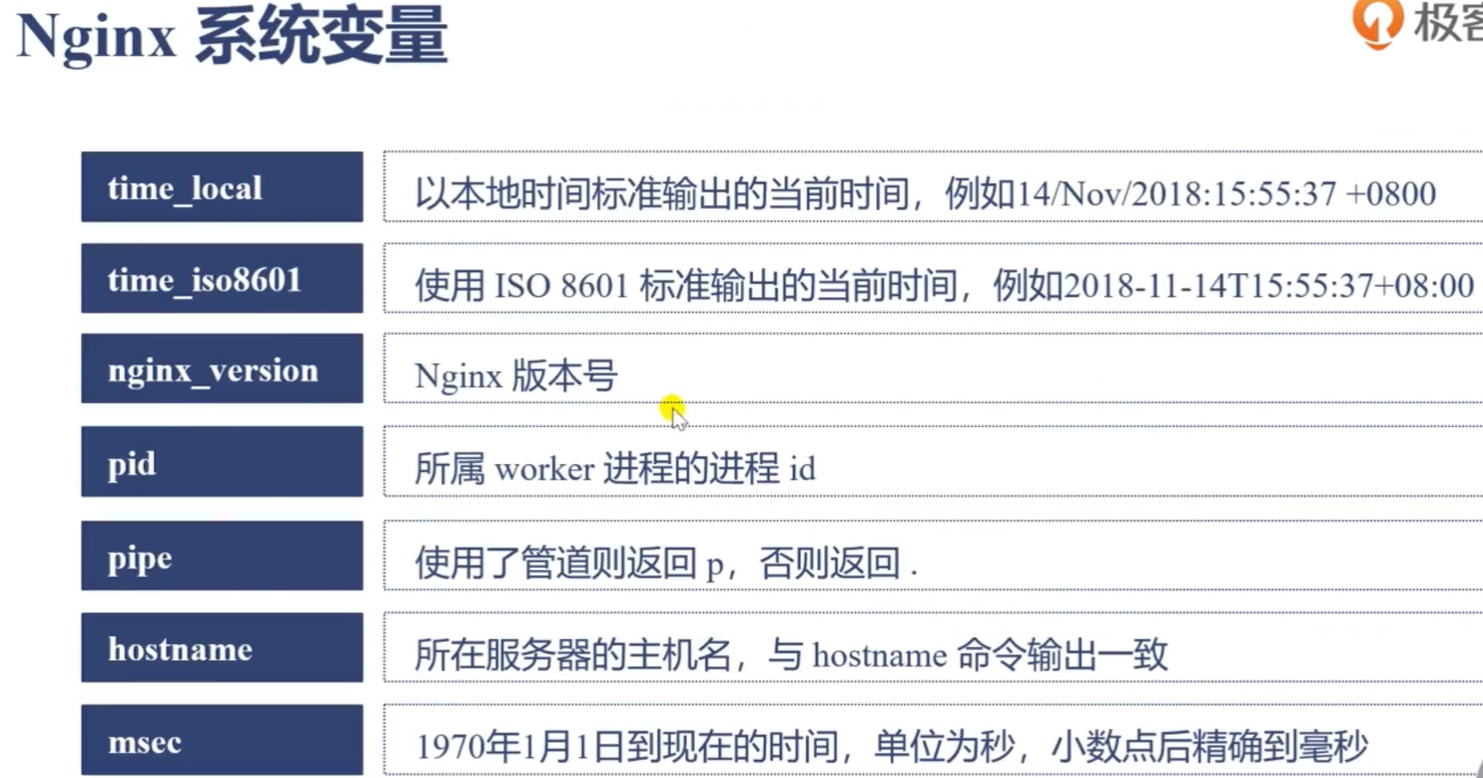 Nginx 系统变量
极客
time_local
以本地时间标准输出的当前时间，例如14/Nov/2018:15:55:37 +0800
time_iso8601
使用 ISO 8601 标准输出的当前时间，例如2018-11-14T15:55:37+08:00
nginx_version
Nginx 版本号
pid
所属 worker 进程的进程 id
pipe
使用了管道则返回 p，否则返回 .
hostname
所在服务器的主机名，与 hostname 命令输出一致
msec
1970年1月1日到现在的时间，单位为秒，小数点后精确到毫秒